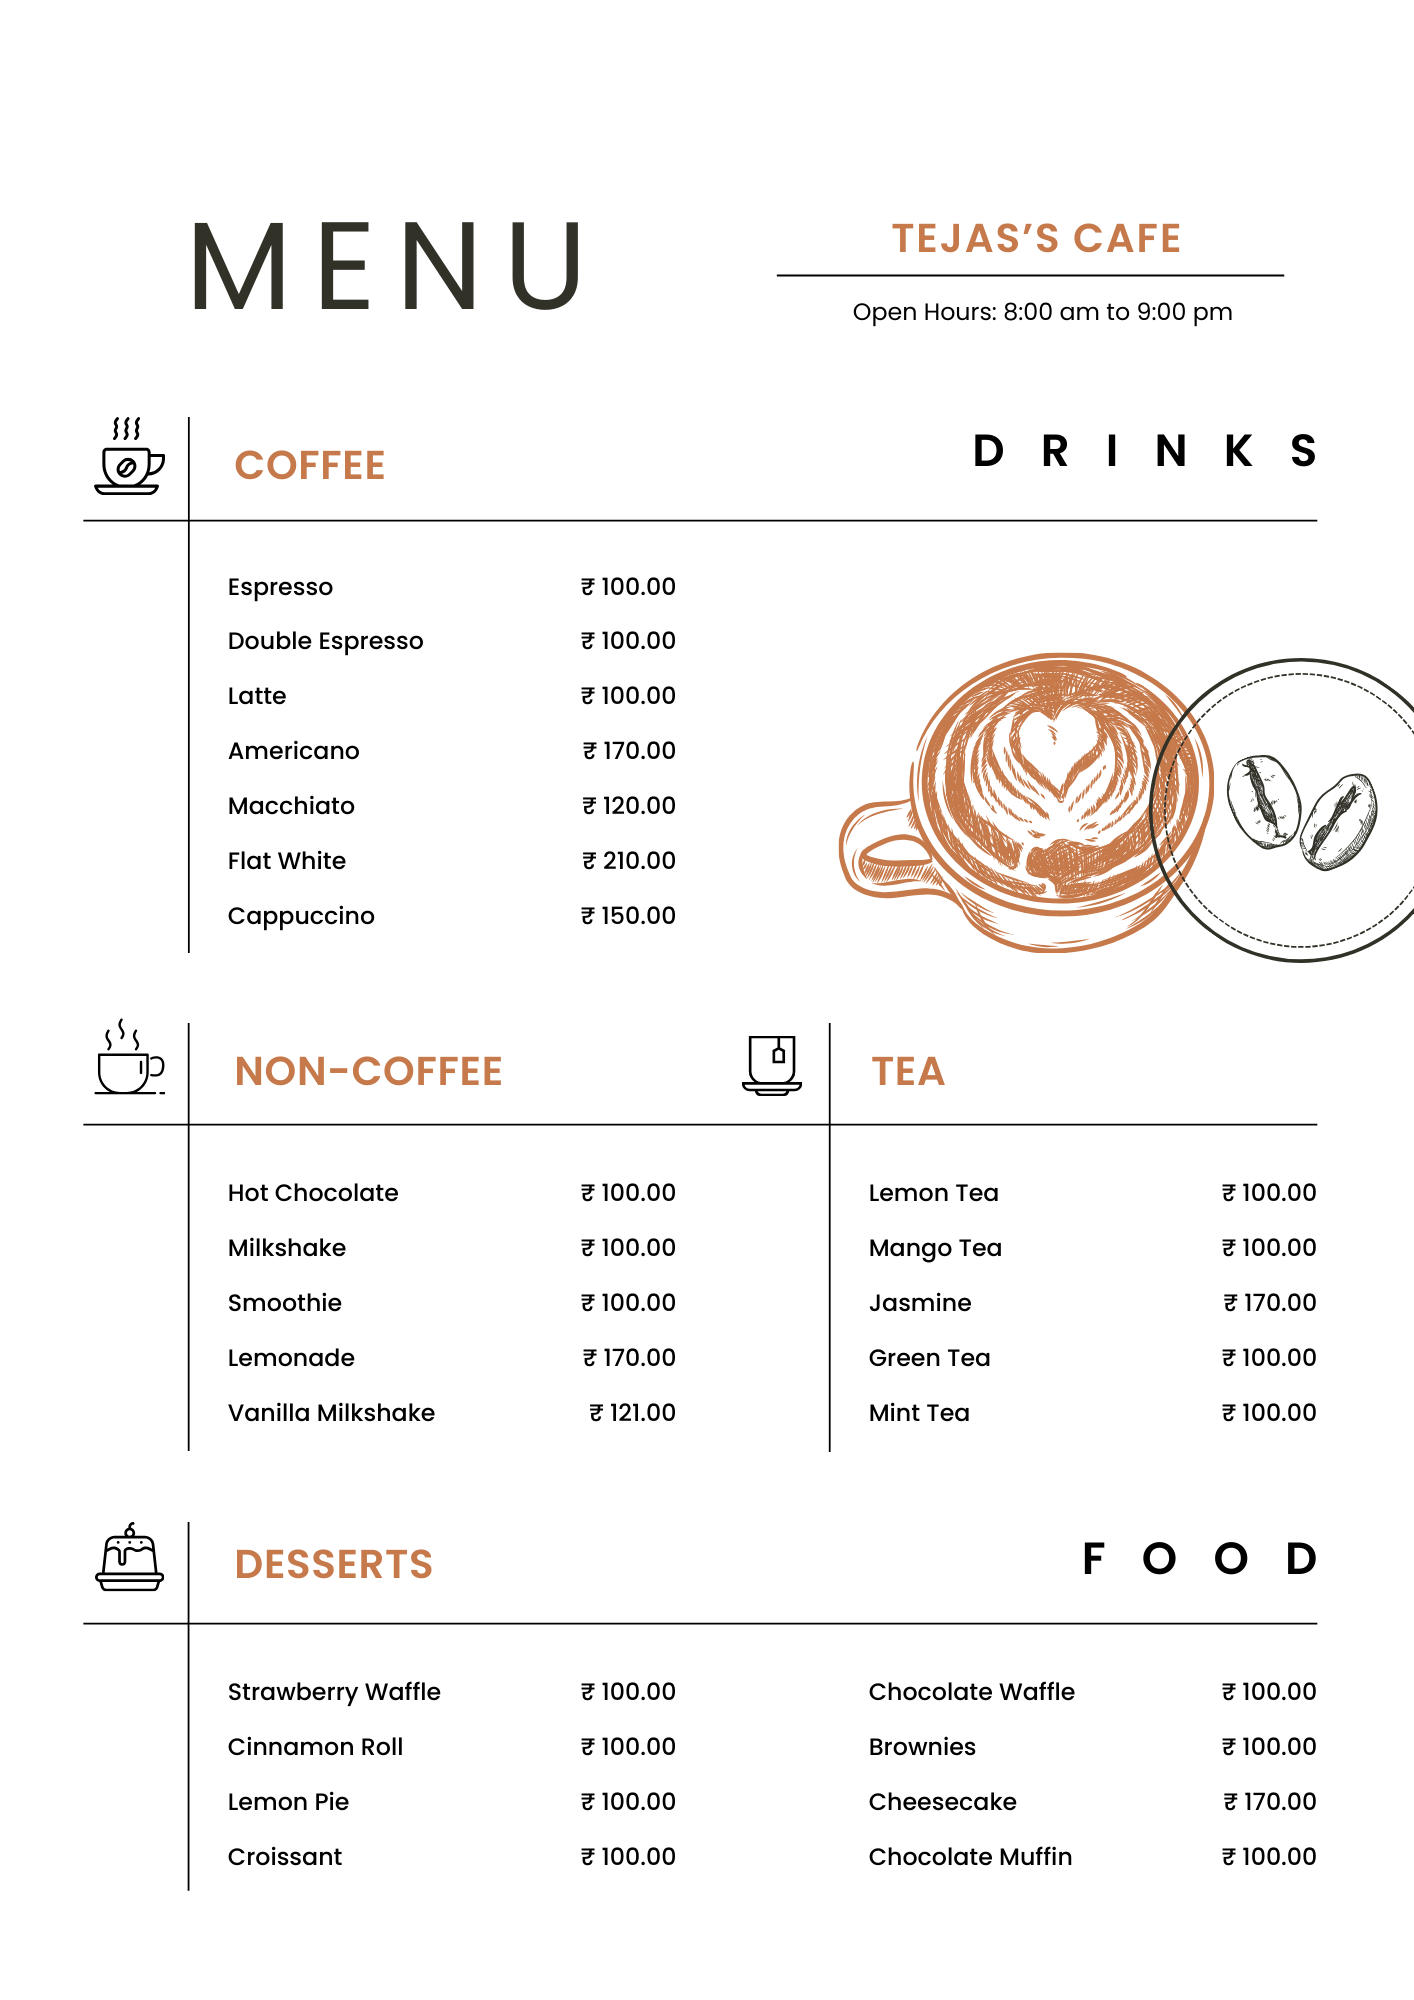 MENU
TEJAS’S CAFE
Open Hours: 8:00 am to 9:00 pm
COFFEE
DRINKS
Espresso ₹ 100.00
Double Espresso ₹ 100.00
Latte ₹ 100.00
Americano ₹ 170.00
Macchiato ₹ 120.00
Flat White ₹ 210.00
Cappuccino ₹ 150.00
NON-COFFEE
Hot Chocolate ₹ 100.00
Milkshake ₹ 100.00
Smoothie ₹ 100.00
Lemonade ₹ 170.00
Vanilla Milkshake ₹ 121.00
TEA
Lemon Tea ₹ 100.00
Mango Tea ₹ 100.00
Jasmine ₹ 170.00
Green Tea ₹ 100.00
Mint Tea ₹ 100.00
DESSERTS
FOOD
Strawberry Waffle ₹ 100.00
Cinnamon Roll ₹ 100.00
Lemon Pie ₹ 100.00
Croissant ₹ 100.00
Chocolate Waffle ₹ 100.00
Brownies ₹ 100.00
Cheesecake ₹ 170.00
Chocolate Muffin ₹ 100.00